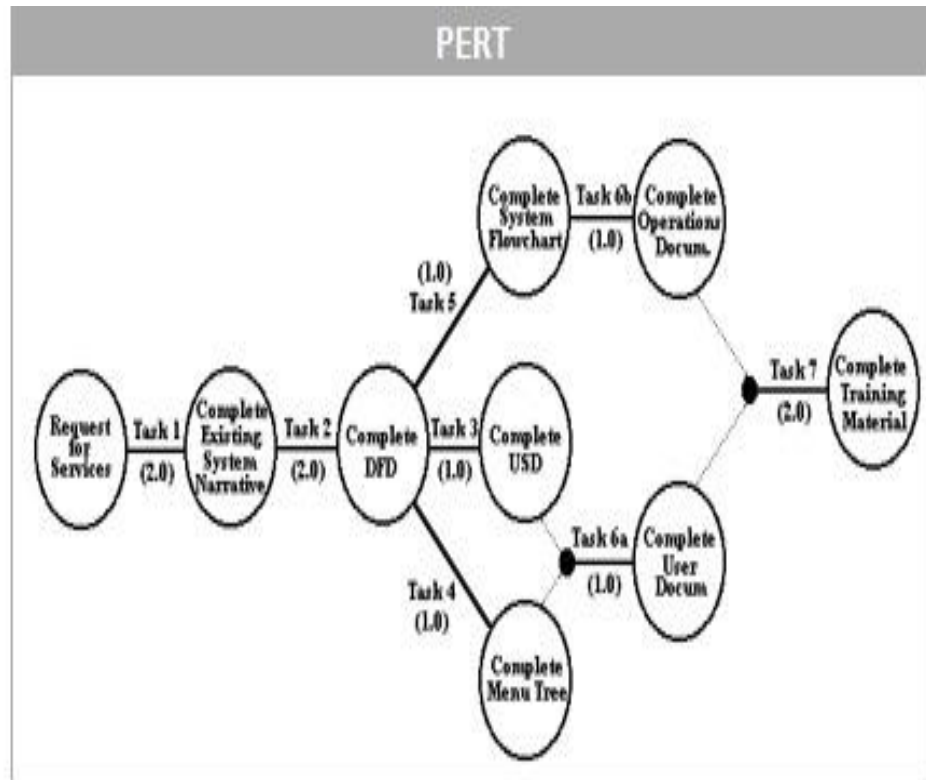 PERT
Complete
System
Flowchart
Task 6b
(1.0)
Complete
Operations
Docum.
(1.0)
Task 5
Task 7
(2.0)
Complete
Training
Material
Request
for
Services
Task 1
(2.0)
Complete
Existing
System
Narrative
Task 2
(2.0)
Complete
DFD
Task 3
(1.0)
Complete
USD
Task 6a
(1.0)
Complete
User
Docum
Task 4
(1.0)
Complete
Menu Tree